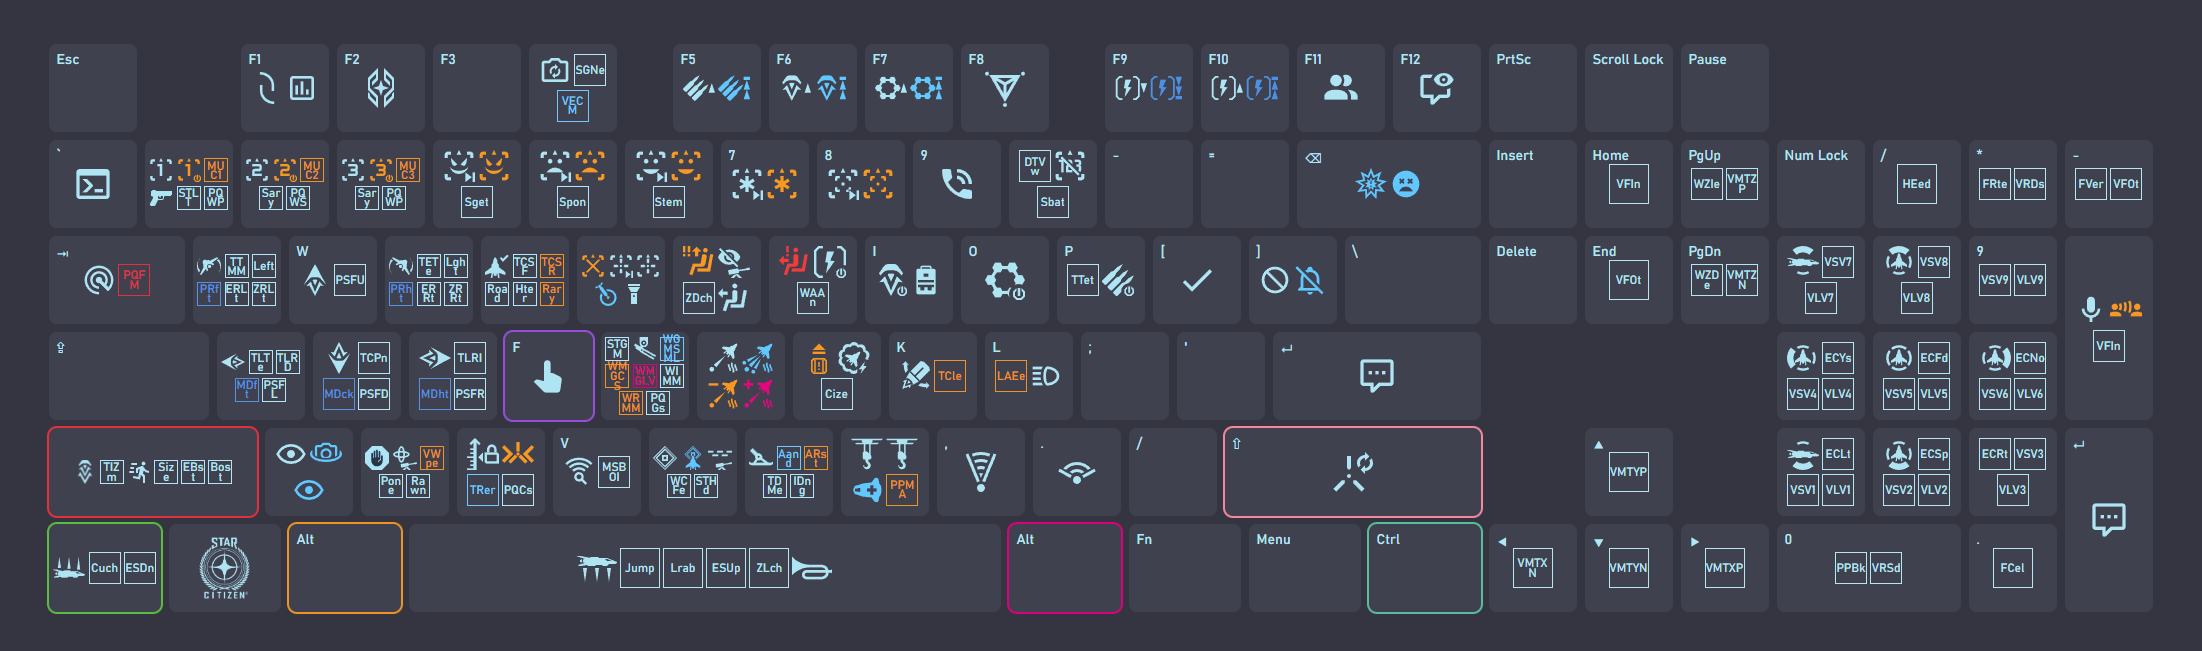 Esc
F1
F2
F3
SGNe
VEC
M
F5
F6
F7
F8
F9
F10
F11
F12
PrtSc
Scroll Lock
Pause
`
1 1 MU
C1
STL
T
PQ
WP
2 2 MU
C2
Sar
y
PQ
WS
3 3 MU
C3
Sar
y
PQ
WP
Sget
Spon
Stem
7
8
9
DTV
w
123
Sbat
-
=
⌫
Insert
Home
VFIn
PgUp
WZIe
VMTZ
P
Num Lock
/
HEed
*
FRte
VRDs
-
FVer
VFOt
⇥
PQF
M
TT
MM
Left
PRf
t
ERL
t
ZRL
t
W
PSFU
TET
e
Lgh
t
PRh
t
ER
Rt
ZR
Rt
TCS
F
TCS
R
Roa
d
Hte
r
Rar
y
!!
ZDch
!
WAA
n
I
O
P
TTet
[
]
\
Delete
End
VFOt
PgDn
WZD
e
VMTZ
N
VSV7
VLV7
VSV8
VLV8
9
VSV9
VLV9
VFIn
⇪
TLT
e
TLR
D
MDf
t
PSF
L
TCPn
MDck
PSFD
TLRI
MDht
PSFR
F
STG
M
WG
MS
ML
WM
GC
S
WM
GLV
WI
MM
WR
MM
PQ
Gs
Cize
K
TCle
L
LAEe
;
'
↵
ECYs
VSV4
VLV4
ECFd
VSV5
VLV5
ECNo
VSV6
VLV6
TIZ
m
Siz
e
EBs
t
Bos
t
VW
pe
Pon
e
Ra
wn
TRer
PQCs
V
MSB
OI
WC
Fe
STH
d
Aan
d
ARs
t
TD
Me
IDn
g
PPM
A
,
.
/
⇧
▲
VMTYP
ECLt
VSV1
VLV1
ECSp
VSV2
VLV2
ECRt
VSV3
VLV3
↵
Cuch
ESDn
STAR
CITIZEN
Alt
Jump
Lrab
ESUp
ZLch
Alt
Fn
Menu
Ctrl
◄
VMTX
N
▼
VMTYN
►
VMTXP
0
PPBk
VRSd
.
FCel